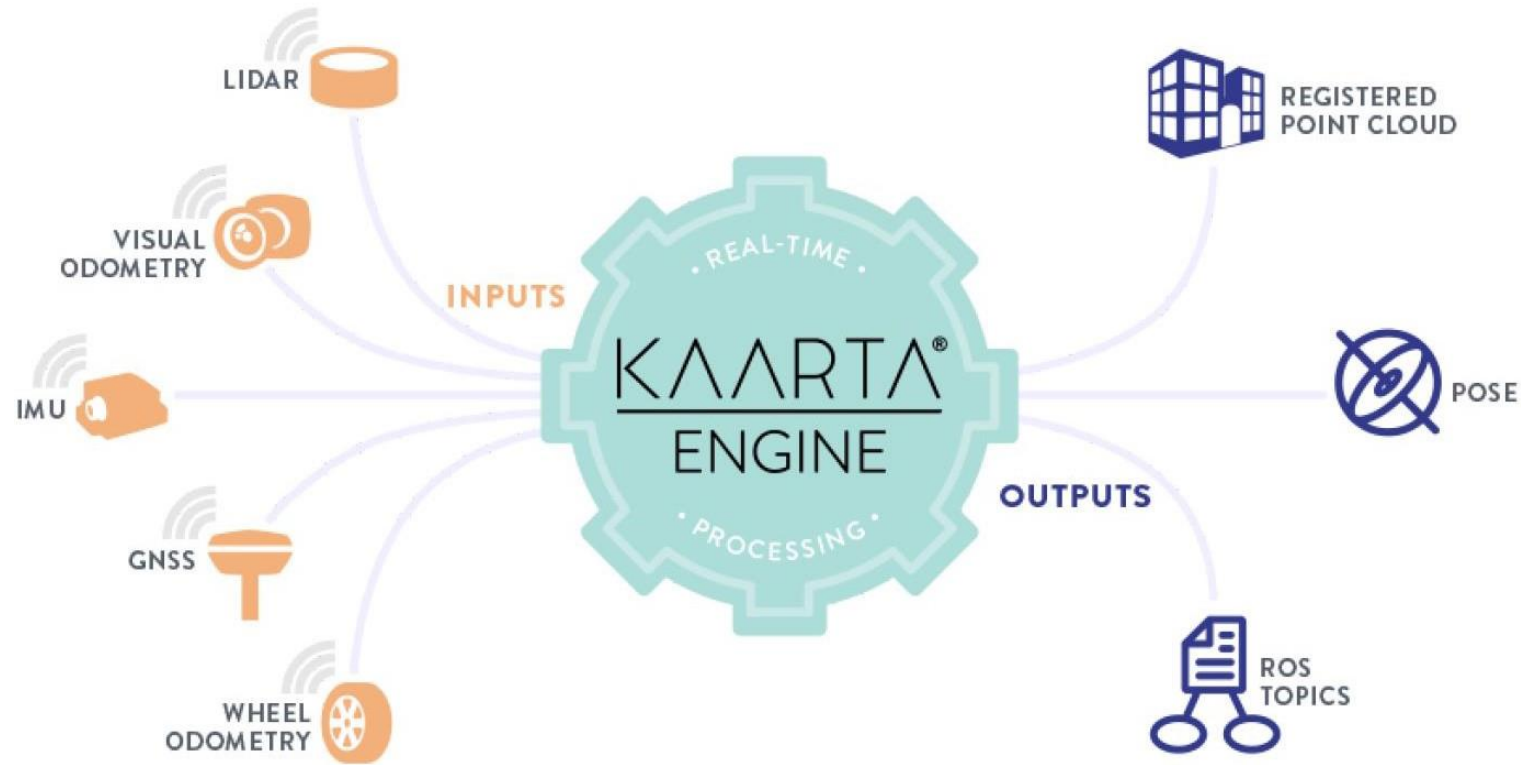 LIDAR
VISUAL
ODOMETRY
IMU
GNSS
WHEEL
ODOMETRY
INPUTS
• REAL-TIME •
KAARTA®
ENGINE
• PROCESSING •
OUTPUTS
REGISTERED
POINT CLOUD
POSE
ROS
TOPICS